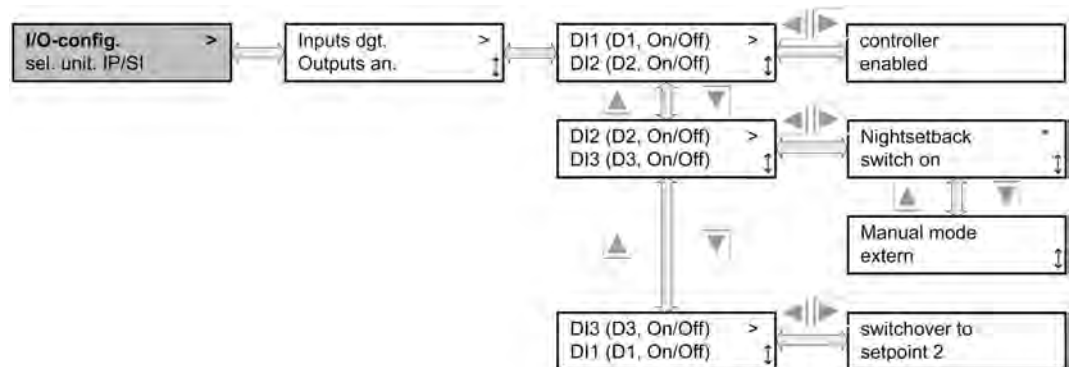 I/O-config. >
sel. unit. IP/SI
Inputs dgt. >
Outputs an.
DI1 (D1, On/Off) >
DI2 (D2, On/Off)
controller
enabled
DI2 (D2, On/Off) >
DI3 (D3, On/Off)
Nightsetback *
switch on
Manual mode
extern
DI3 (D3, On/Off) >
DI1 (D1, On/Off)
switchover to
setpoint 2